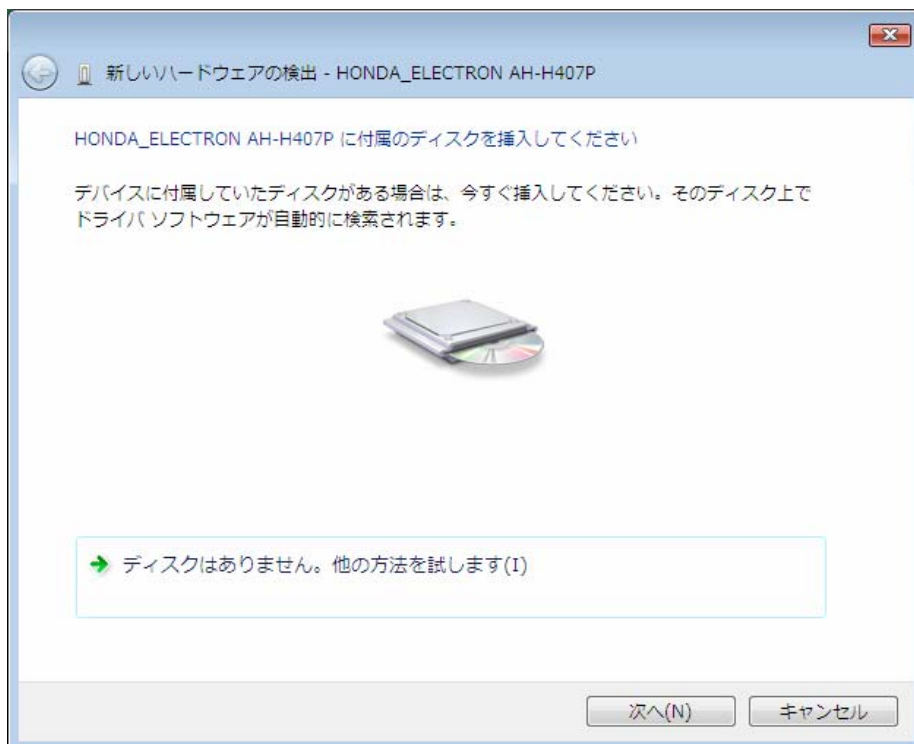 新しいハードウェアの検出 - HONDA_ELECTRON AH-H407P
HONDA_ELECTRON AH-H407P に付属のディスクを挿入してください
デバイスに付属していたディスクがある場合は、今すぐ挿入してください。そのディスク上で
ドライバ ソフトウェアが自動的に検索されます。
ディスクはありません。他の方法を試します(I)
次へ(N)
キャンセル